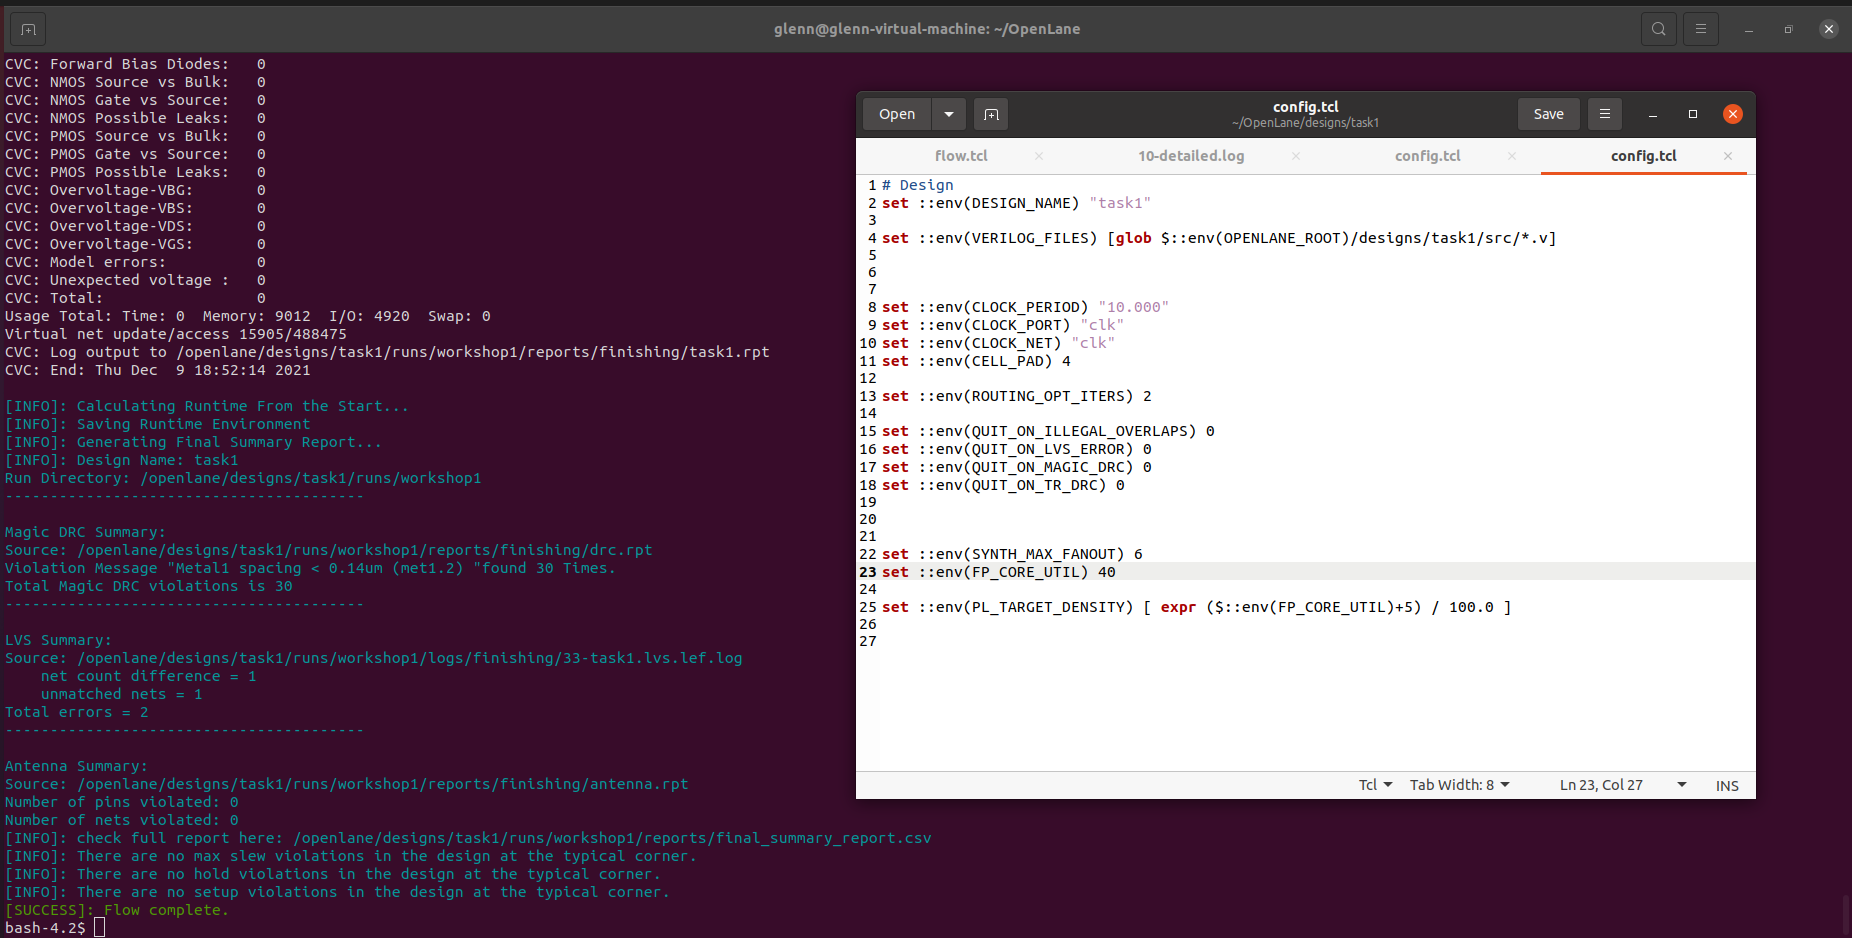 glenn@glenn-virtual-machine: ~/OpenLane
CVC: Forward Bias Diodes:   0
CVC: NMOS Source vs Bulk:   0
CVC: NMOS Gate vs Source:   0
CVC: NMOS Possible Leaks:   0
CVC: PMOS Source vs Bulk:   0
CVC: PMOS Gate vs Source:   0
CVC: PMOS Possible Leaks:   0
CVC: Overvoltage-VBG:       0
CVC: Overvoltage-VBS:       0
CVC: Overvoltage-VDS:       0
CVC: Overvoltage-VGS:       0
CVC: Model errors:          0
CVC: Unexpected voltage :   0
CVC: Total:                 0
Usage Total: Time: 0  Memory: 9012  I/O: 4920  Swap: 0
Virtual net update/access 15905/488475
CVC: Log output to /openlane/designs/task1/runs/workshop1/reports/finishing/task1.rpt
CVC: End: Thu Dec  9 18:52:14 2021
[INFO]: Calculating Runtime From the Start...
[INFO]: Saving Runtime Environment
[INFO]: Generating Final Summary Report...
[INFO]: Design Name: task1
Run Directory: /openlane/designs/task1/runs/workshop1
----------------------------------------
Magic DRC Summary:
Source: /openlane/designs/task1/runs/workshop1/reports/finishing/drc.rpt
Violation Message "Metal1 spacing < 0.14um (met1.2) "found 30 Times.
Total Magic DRC violations is 30
----------------------------------------
LVS Summary:
Source: /openlane/designs/task1/runs/workshop1/logs/finishing/33-task1.lvs.lef.log
    net count difference = 1
    unmatched nets = 1
Total errors = 2
----------------------------------------
Antenna Summary:
Source: /openlane/designs/task1/runs/workshop1/reports/finishing/antenna.rpt
Number of pins violated: 0
Number of nets violated: 0
[INFO]: check full report here: /openlane/designs/task1/runs/workshop1/reports/final_summary_report.csv
[INFO]: There are no max slew violations in the design at the typical corner.
[INFO]: There are no hold violations in the design at the typical corner.
[INFO]: There are no setup violations in the design at the typical corner.
[SUCCESS]: Flow complete.
bash-4.2$
Open config.tcl Save
~/OpenLane/designs/task1
flow.tcl 10-detailed.log config.tcl config.tcl
1 # Design
2 set ::env(DESIGN_NAME) "task1"
3
4 set ::env(VERILOG_FILES) [glob $::env(OPENLANE_ROOT)/designs/task1/src/*.v]
5
6
7
8 set ::env(CLOCK_PERIOD) "10.000"
9 set ::env(CLOCK_PORT) "clk"
10 set ::env(CLOCK_NET) "clk"
11 set ::env(CELL_PAD) 4
12
13 set ::env(ROUTING_OPT_ITERS) 2
14
15 set ::env(QUIT_ON_ILLEGAL_OVERLAPS) 0
16 set ::env(QUIT_ON_LVS_ERROR) 0
17 set ::env(QUIT_ON_MAGIC_DRC) 0
18 set ::env(QUIT_ON_TR_DRC) 0
19
20
21
22 set ::env(SYNTH_MAX_FANOUT) 6
23 set ::env(FP_CORE_UTIL) 40
24
25 set ::env(PL_TARGET_DENSITY) [ expr ($::env(FP_CORE_UTIL)+5) / 100.0 ]
26
27
Tcl Tab Width: 8 Ln 23, Col 27 INS